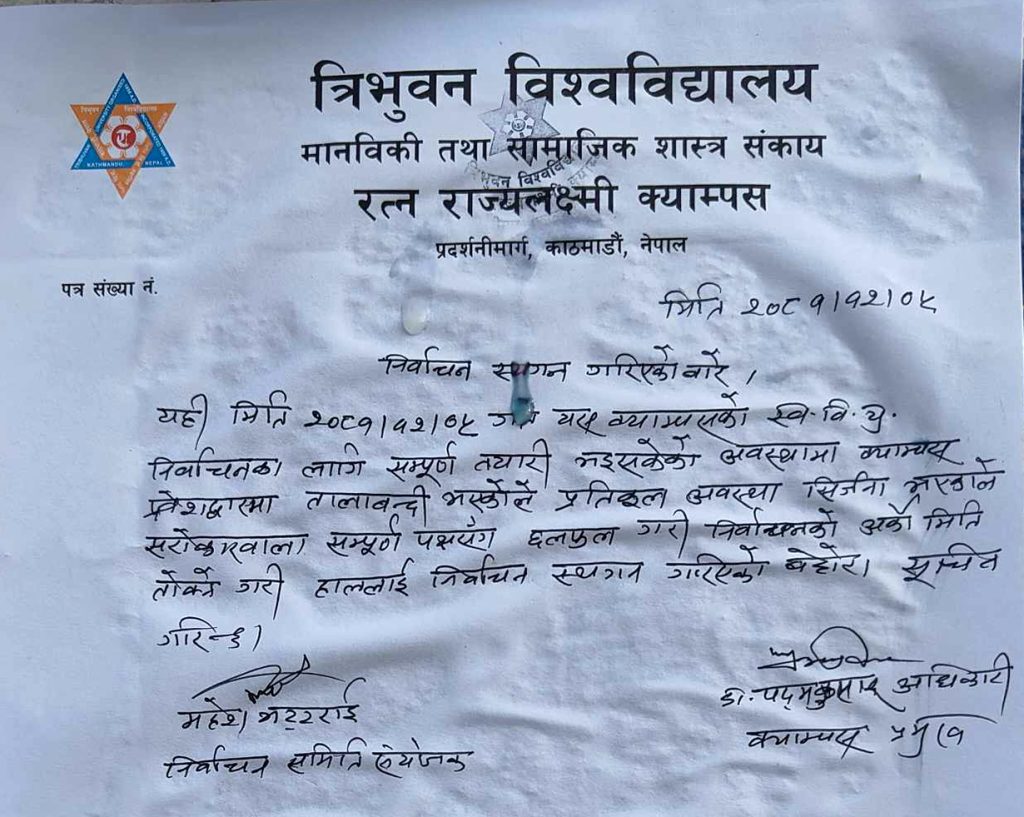 त्रिभुवन विश्वविद्यालय
मानविकी तथा सामाजिक शास्त्र संकाय
रत्न राज्यलक्ष्मी क्याम्पस
प्रदर्शनीमार्ग, काठमाडौं, नेपाल
पत्र संख्या नं.
मिति २०८१/१२/०५
निर्वाचन स्थगन गरिएको बारे ।
यही मिति २०८१/१२/०५ गते यस क्याम्पसको स्व. वि. यु.
निर्वाचनका लागि सम्पूर्ण तयारी भइसकेको अवस्थामा क्याम्पस
प्रवेशद्वारमा तालाबन्दी भएकोले प्रतिकूल अवस्था सिर्जना भएकोले
सरोकारवाला सम्पूर्ण पक्षसँग छलफल गरी निर्वाचनको अर्को मिति
तोक्ने गरी हाललाई निर्वाचन स्थगन गरिएको बेहोरा सूचित
गरिन्छ।
महेश भट्टराई
निर्वाचन समिति संयोजक
डा. पद्मकुमार अधिकारी
क्याम्पस प्रमुख